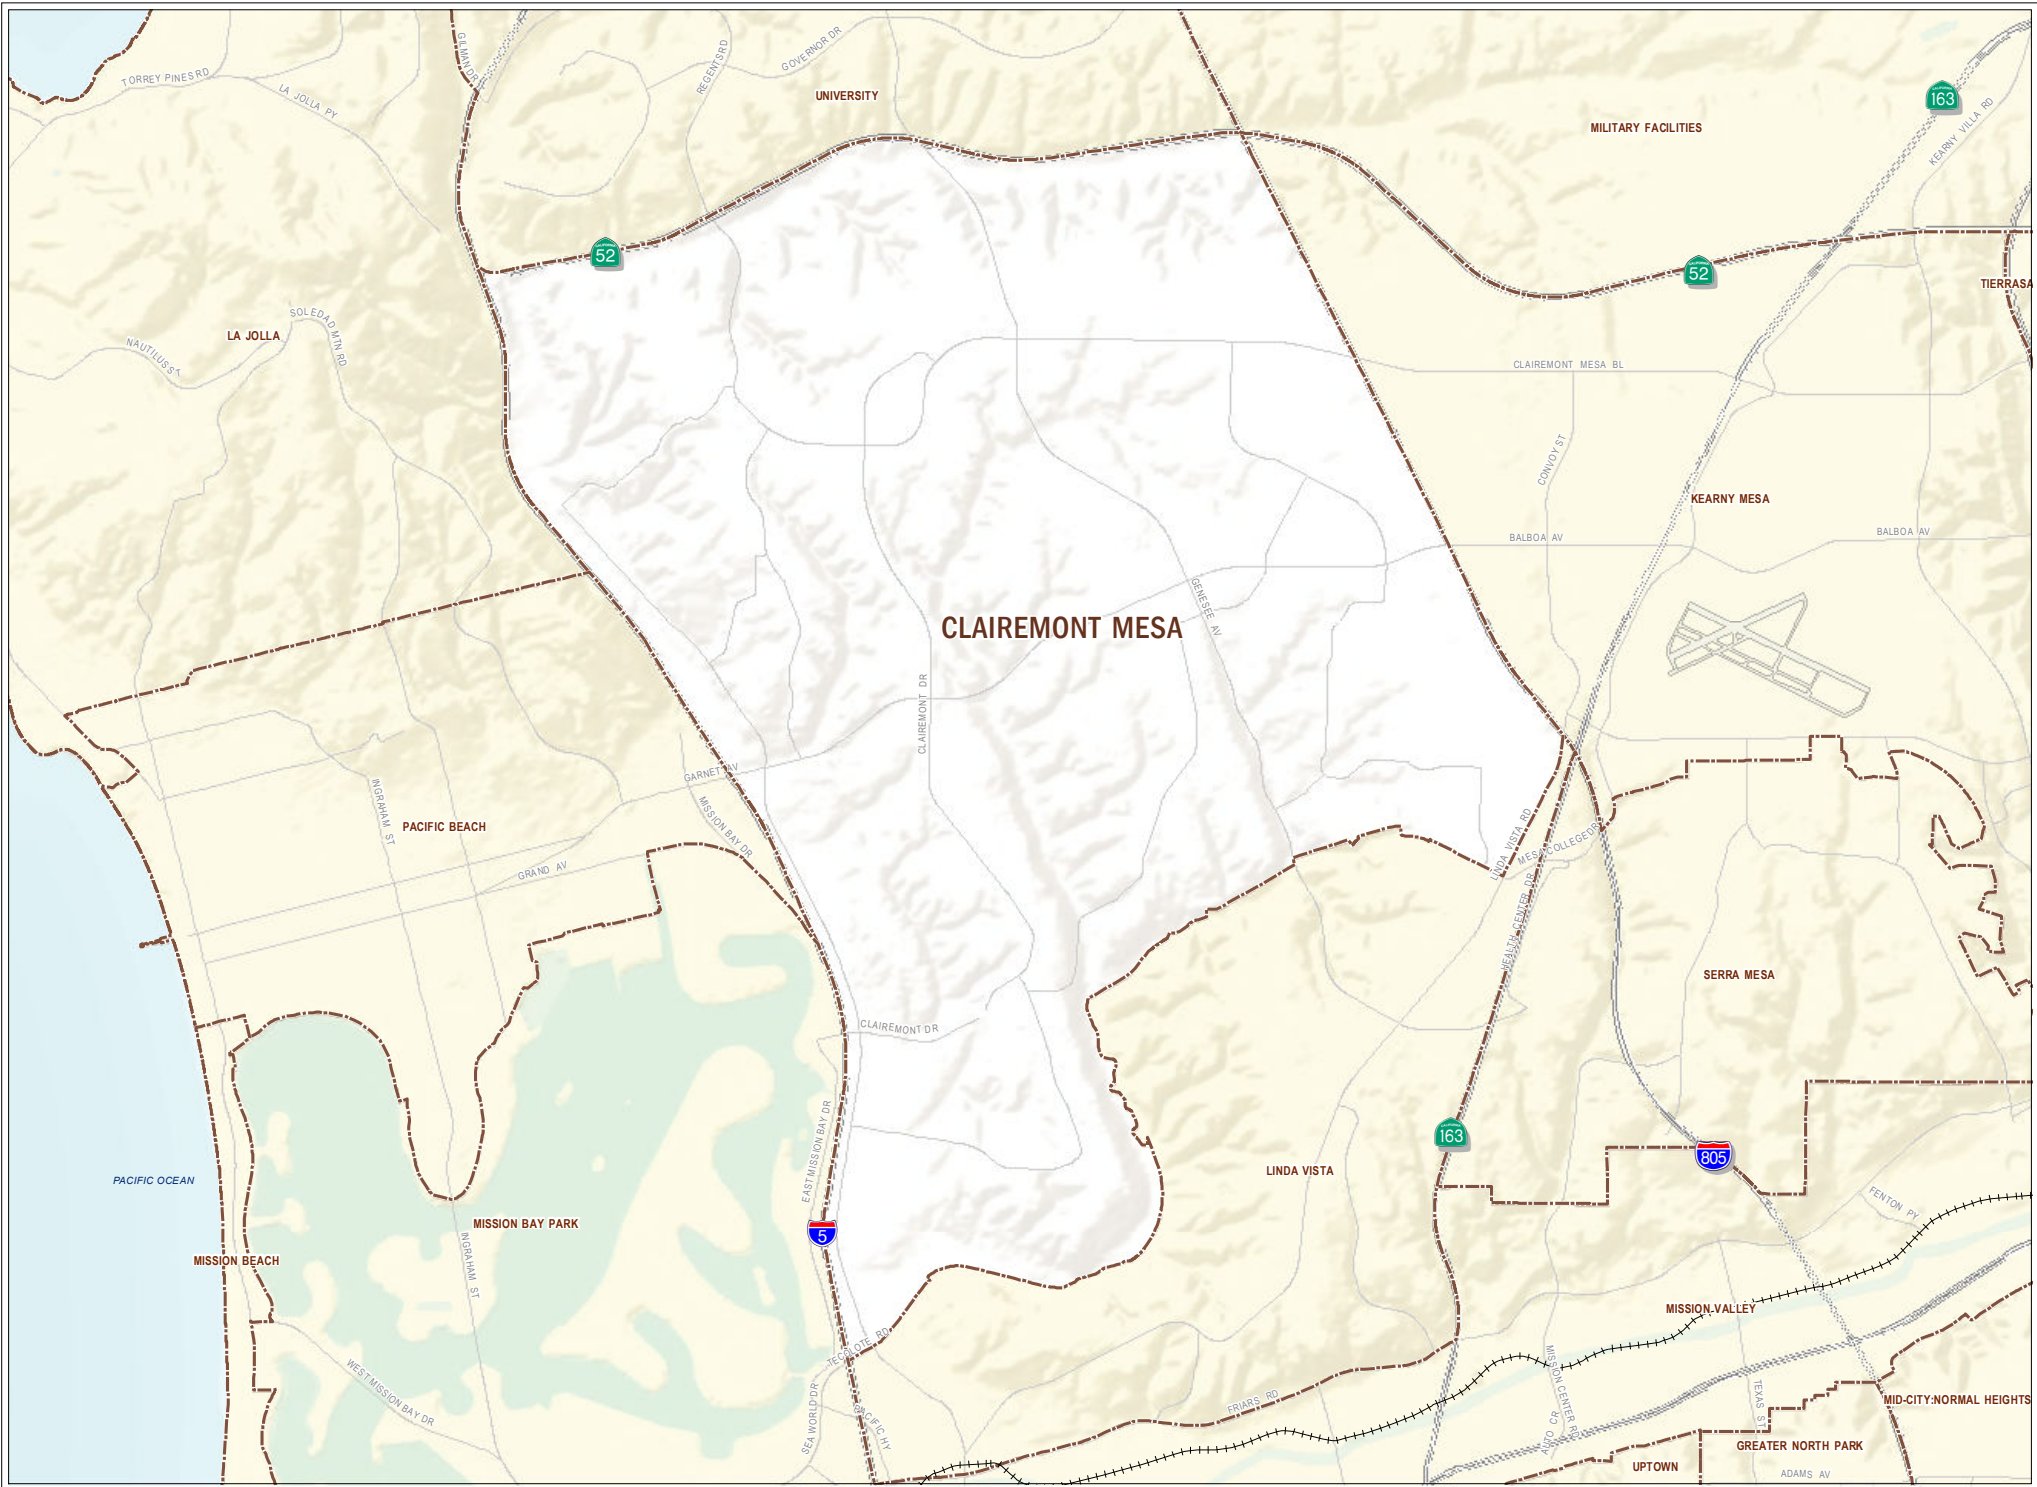 GILMAN DR
TORREY PINES RD
LA JOLLA PY
REGENTS RD
GOVERNOR DR
UNIVERSITY
MILITARY FACILITIES
CALIFORNIA
163
KEARNY VILLA RD
CALIFORNIA
52
CALIFORNIA
52
TIERRASA
LA JOLLA
SOLEDAD MTN RD
NAUTILUS ST
CLAIREMONT MESA BL
CONVOY ST
KEARNY MESA
BALBOA AV
BALBOA AV
GENESEE AV
CLAIREMONT MESA
CLAIREMONT DR
GARNET AV
MISSION BAY DR
INGRAHAM ST
PACIFIC BEACH
GRAND AV
LINDA VISTA RD
MESA COLLEGE DR
HEALTH CENTER DR
SERRA MESA
CLAIREMONT DR
EAST MISSION BAY DR
CALIFORNIA
163
805
LINDA VISTA
PACIFIC OCEAN
MISSION BAY PARK
INGRAHAM ST
5
MISSION BEACH
FENTON PY
MISSION VALLEY
TECOLOTE RD
WEST MISSION BAY DR
SEA WORLD DR
PACIFIC HY
FRIARS RD
MISSION CENTER RD
AUTO CR
TEXAS ST
MID-CITY:NORMAL HEIGHTS
GREATER NORTH PARK
UPTOWN
ADAMS AV